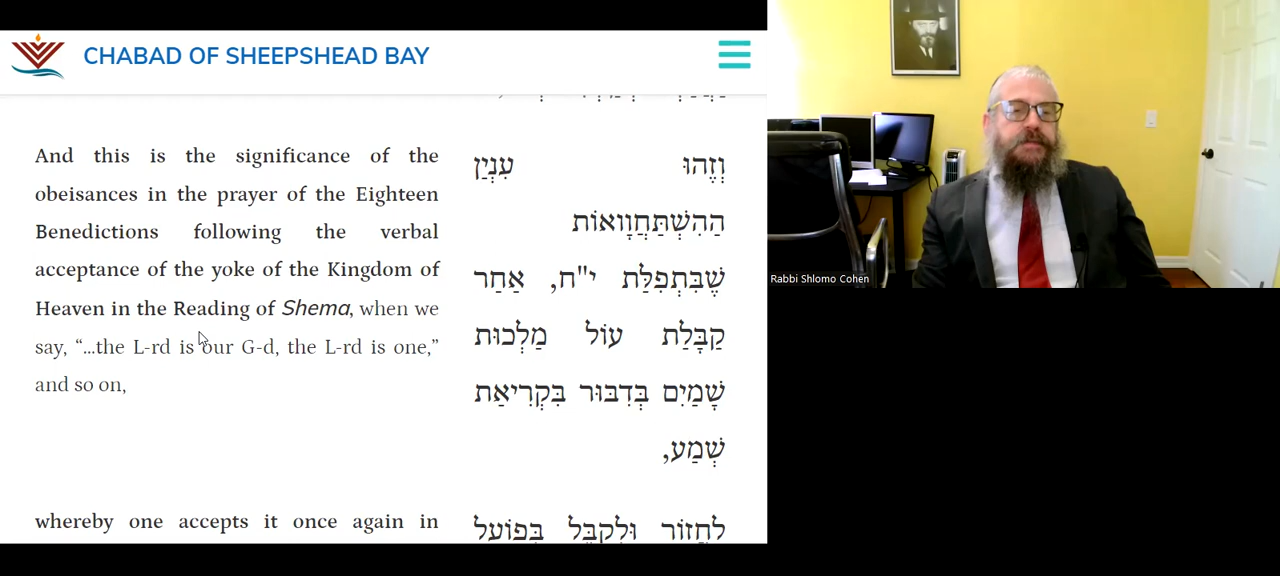 CHABAD OF SHEEPSHEAD BAY
And this is the significance of the
obeisances in the prayer of the Eighteen
Benedictions following the verbal
acceptance of the yoke of the Kingdom of
Heaven in the Reading of Shema, when we
say, “...the L-rd is our G-d, the L-rd is one,”
and so on,
whereby one accepts it once again in
וְזֶהוּ עִנְיַן
הַהִשְׁתַּחֲוָואוֹת
שֶׁבִּתְפִלַּת י"ח, אַחַר
קַבָּלַת עוֹל מַלְכוּת
שָׁמַיִם בְּדִבּוּר בִּקְרִיאַת
שְׁמַע,
לַחֲזוֹר וּלְקַבֵּל בְּפוֹעַל
Rabbi Shlomo Cohen